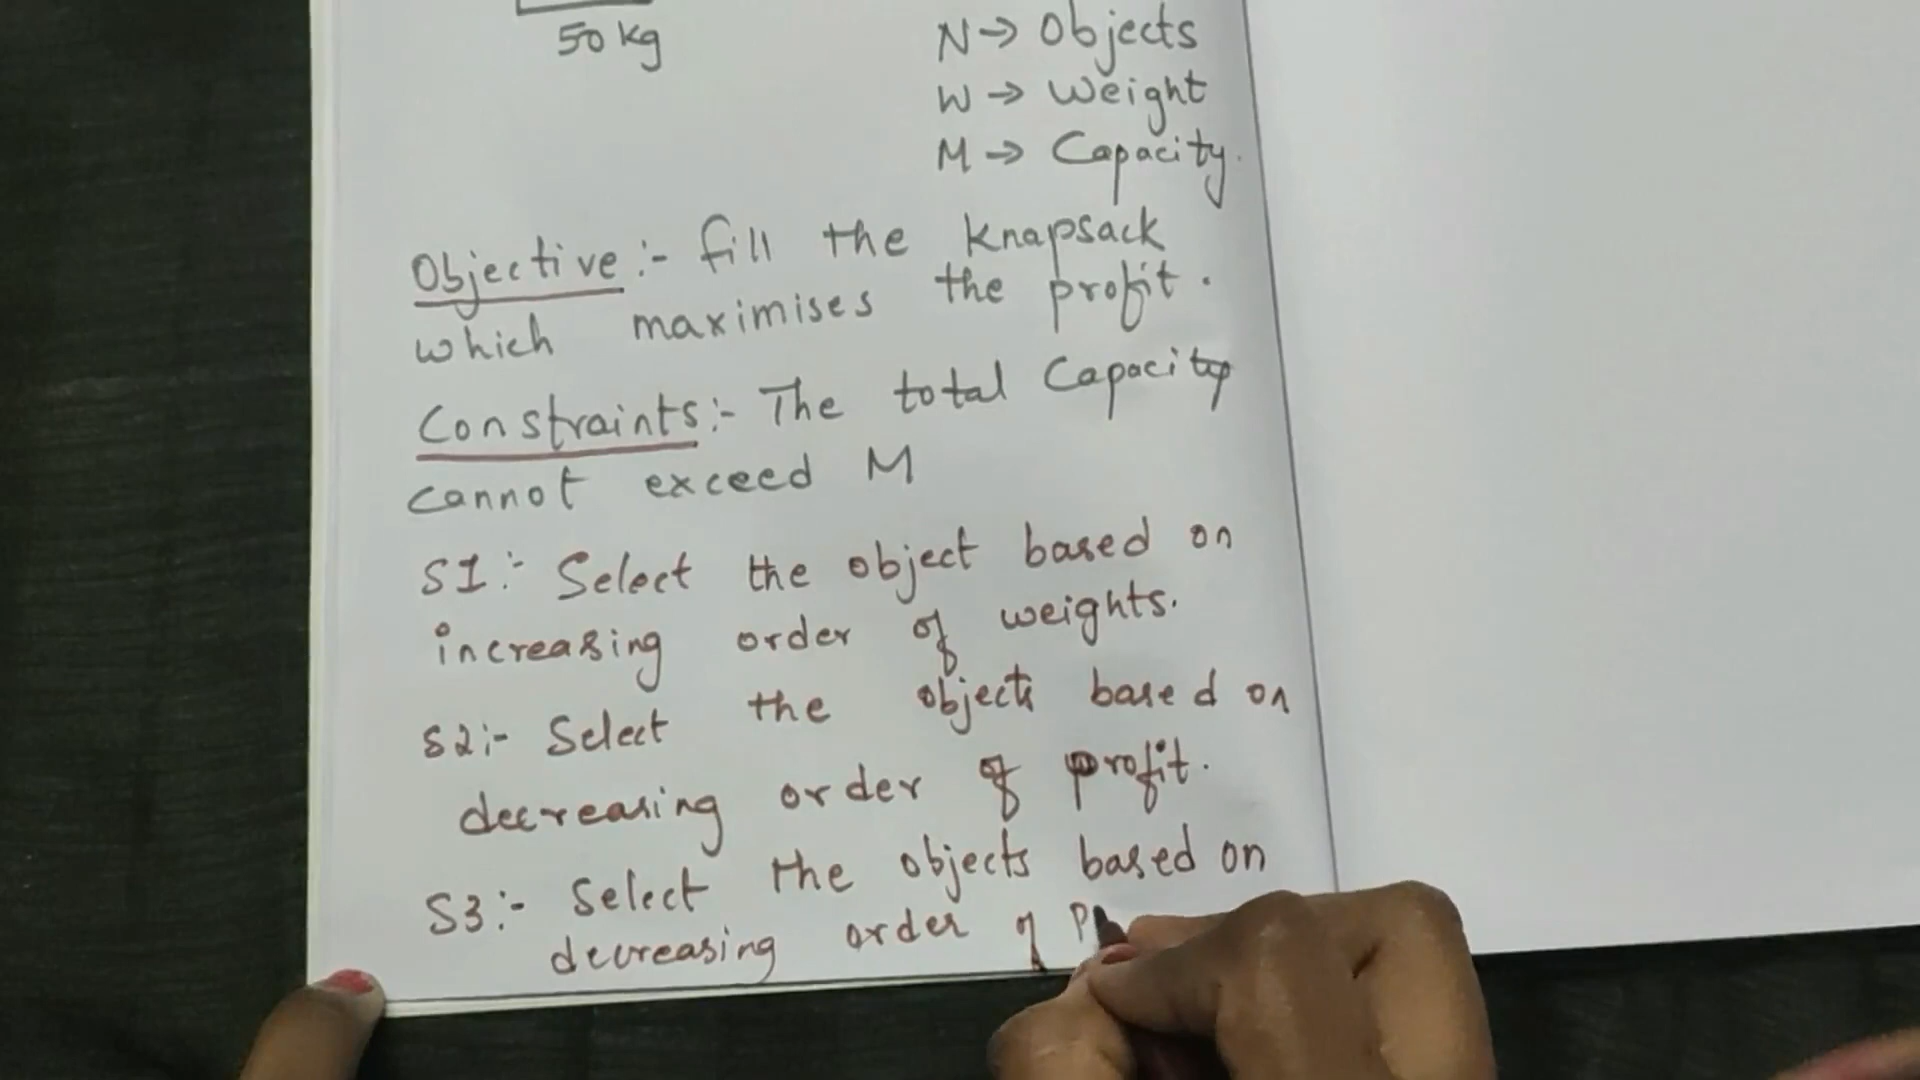 50 kg
N → Objects
W → Weight
M → Capacity.
Objective :- fill the knapsack
which maximises the profit.
Constraints :- The total Capacity
cannot exceed M
S1 :- Select the object based on
increasing order of weights.
S2 :- Select the objects based on
decreasing order of profit.
S3 :- Select the objects based on
decreasing order of